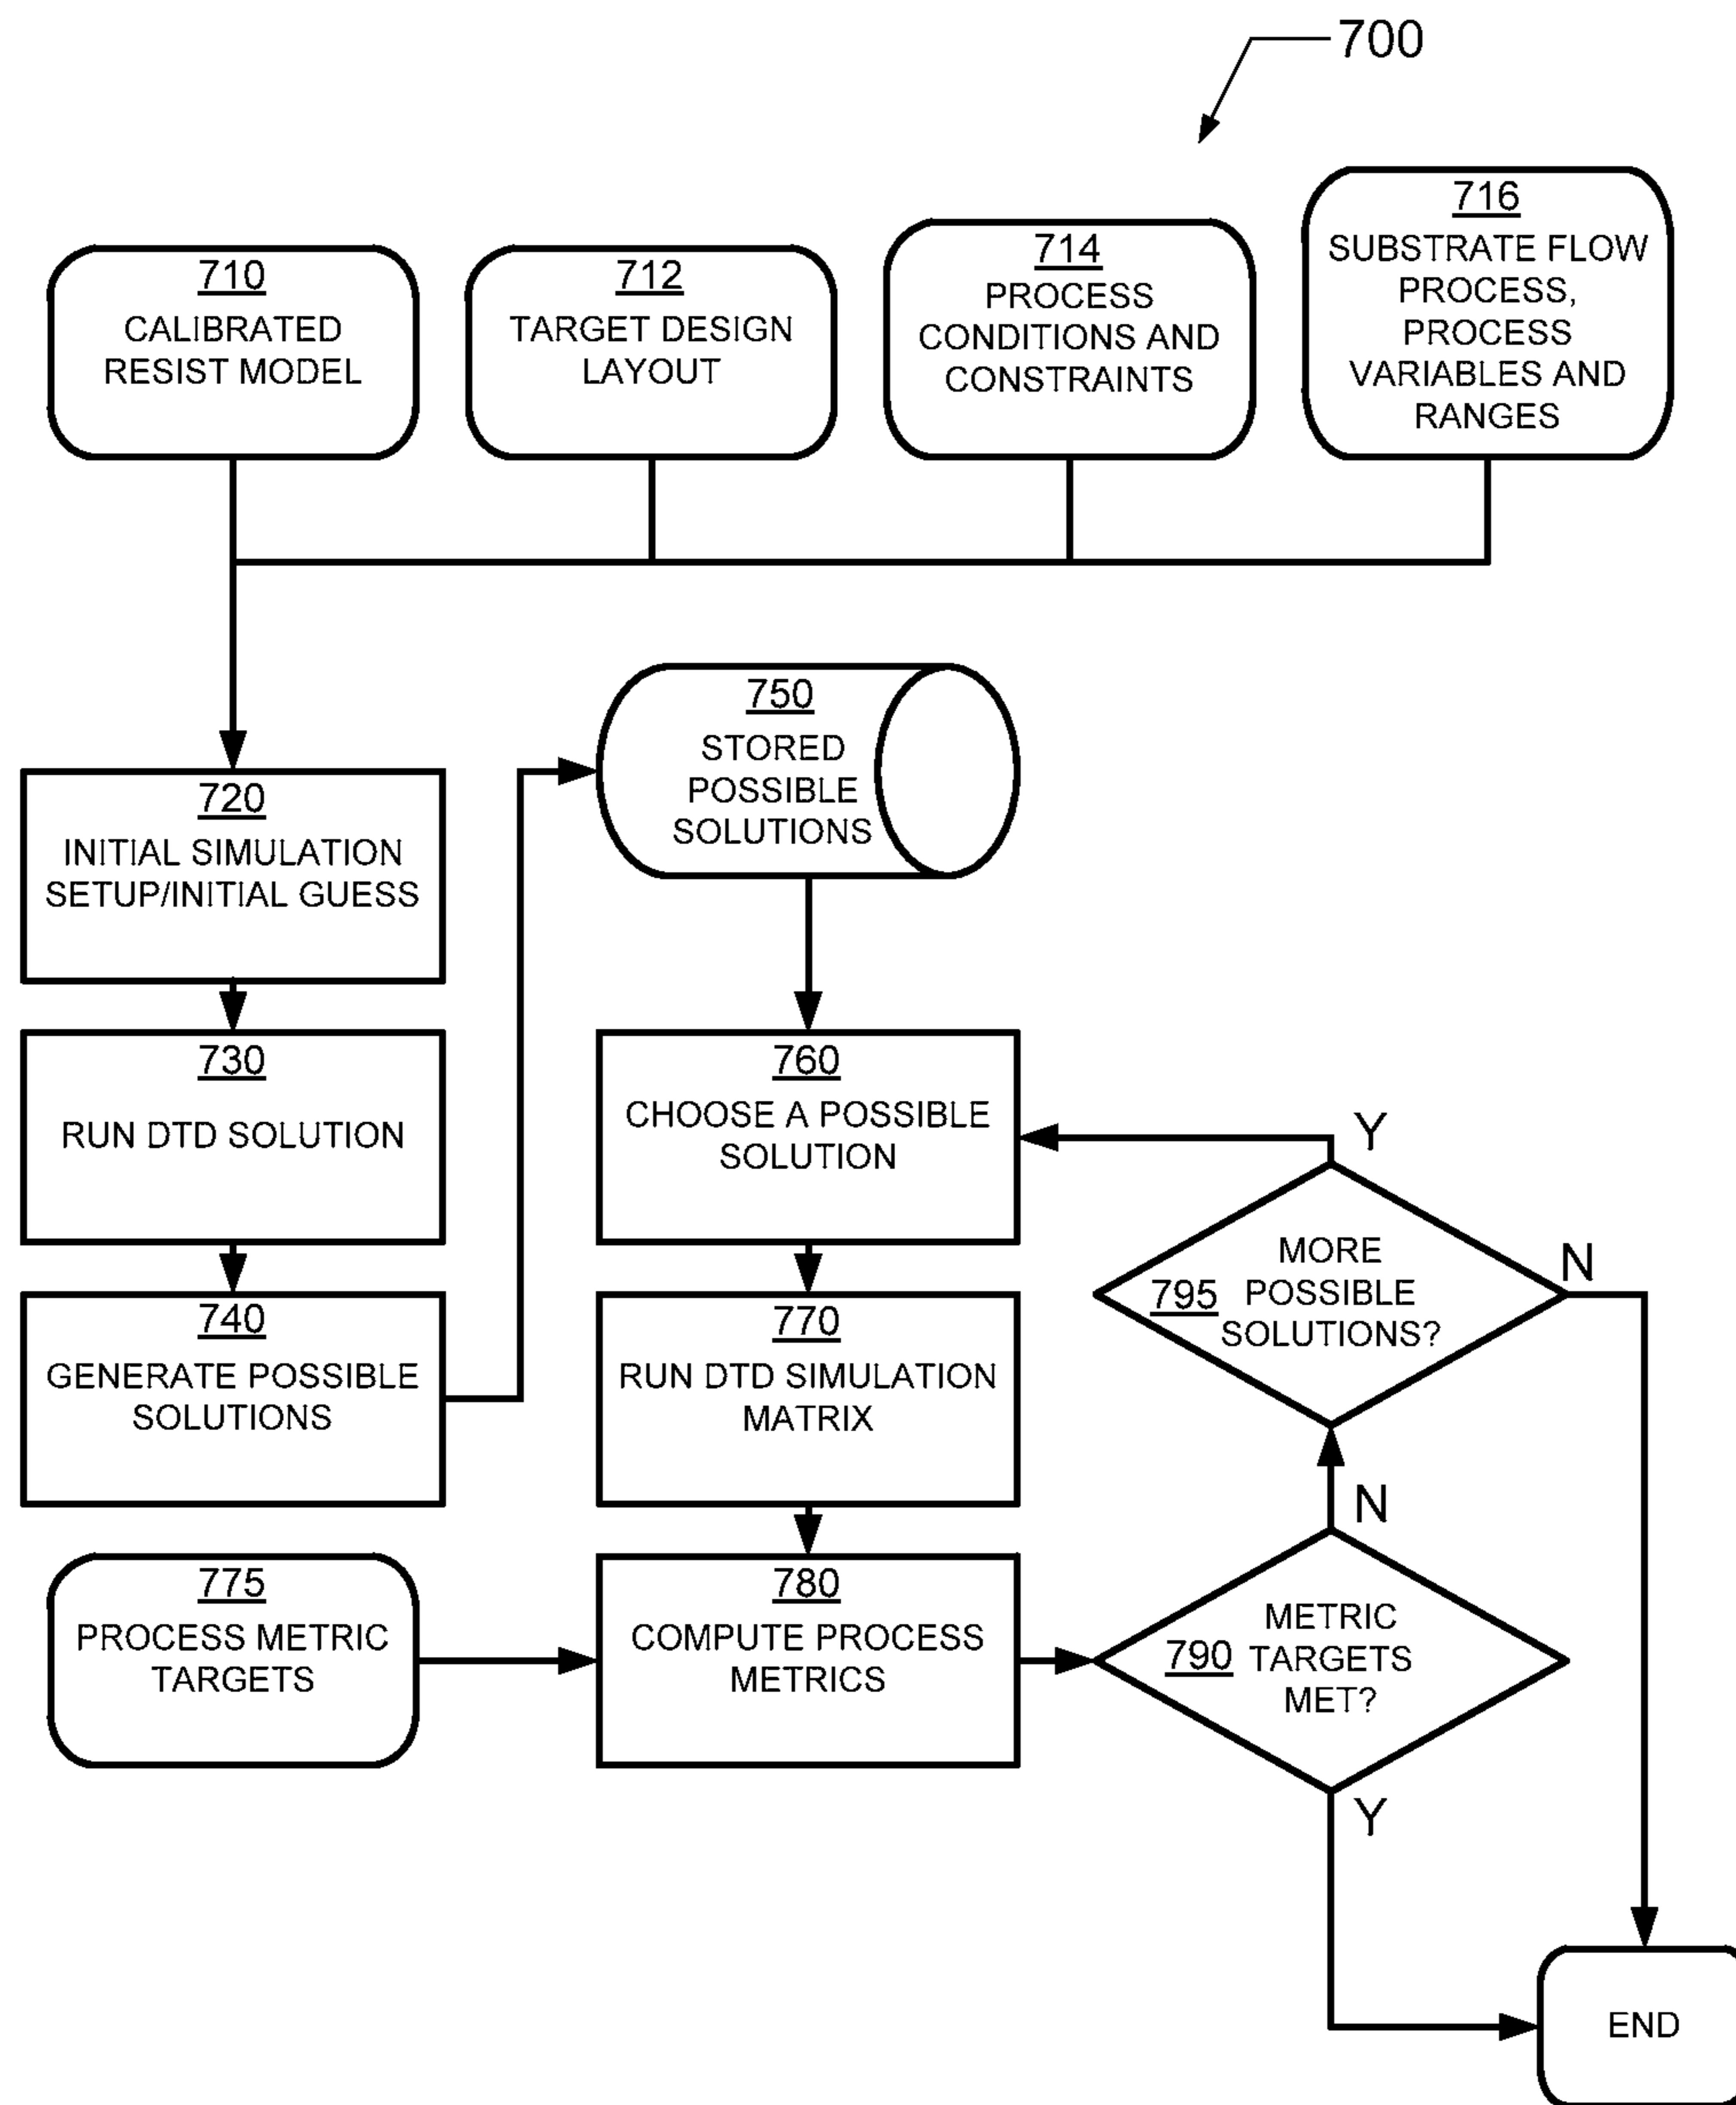 700
710
CALIBRATED
RESIST MODEL
712
TARGET DESIGN
LAYOUT
714
PROCESS
CONDITIONS AND
CONSTRAINTS
716
SUBSTRATE FLOW
PROCESS,
PROCESS
VARIABLES AND
RANGES
720
INITIAL SIMULATION
SETUP/INITIAL GUESS
730
RUN DTD SOLUTION
740
GENERATE POSSIBLE
SOLUTIONS
750
STORED
POSSIBLE
SOLUTIONS
760
CHOOSE A POSSIBLE
SOLUTION
770
RUN DTD SIMULATION
MATRIX
775
PROCESS METRIC
TARGETS
780
COMPUTE PROCESS
METRICS
790
METRIC
TARGETS
MET?
N
Y
795
MORE
POSSIBLE
SOLUTIONS?
Y
N
END